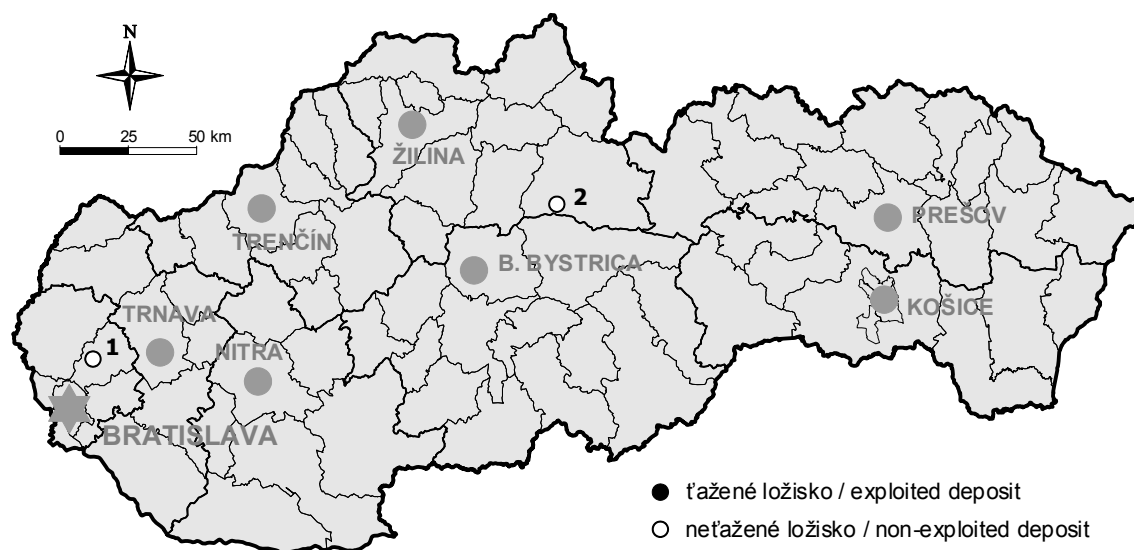 N
0 25 50 km
ŽILINA
2
TRENČÍN
PREŠOV
B. BYSTRICA
KOŠICE
TRNAVA
1
NITRA
BRATISLAVA
ťažené ložisko / exploited deposit
neťažené ložisko / non-exploited deposit